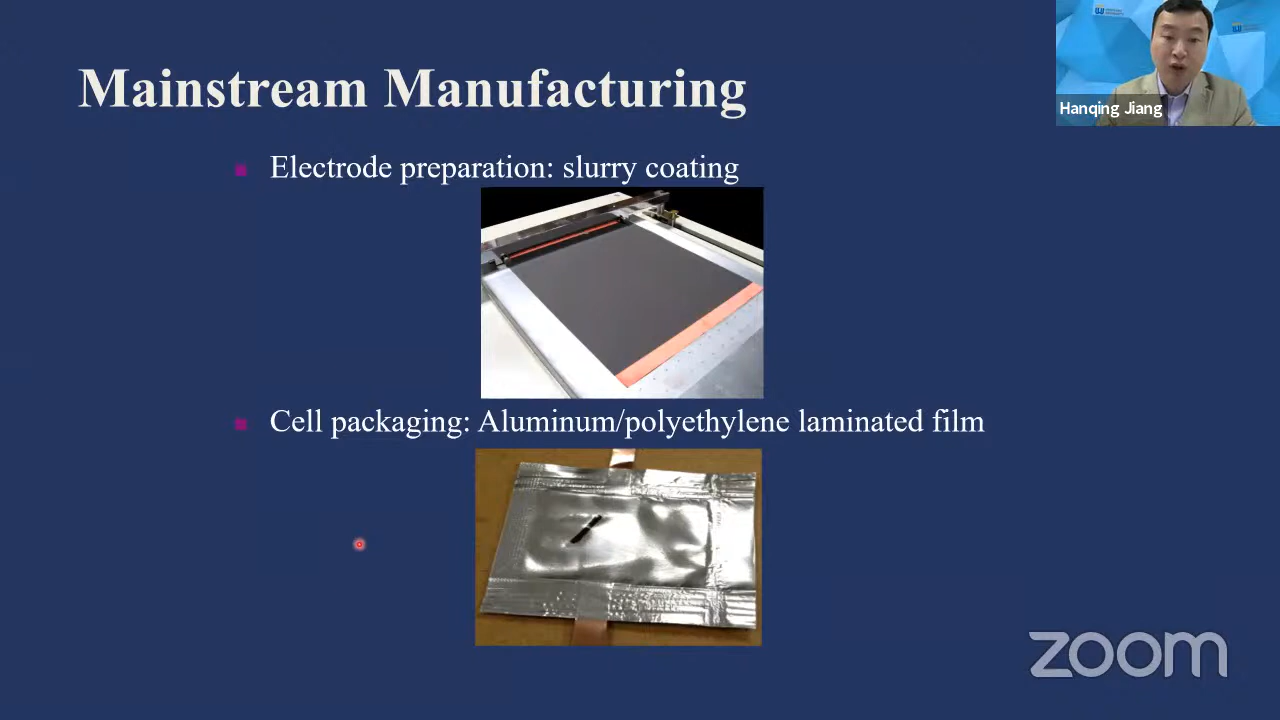 Mainstream Manufacturing
Hanqing Jiang
Electrode preparation: slurry coating
Cell packaging: Aluminum/polyethylene laminated film
zoom